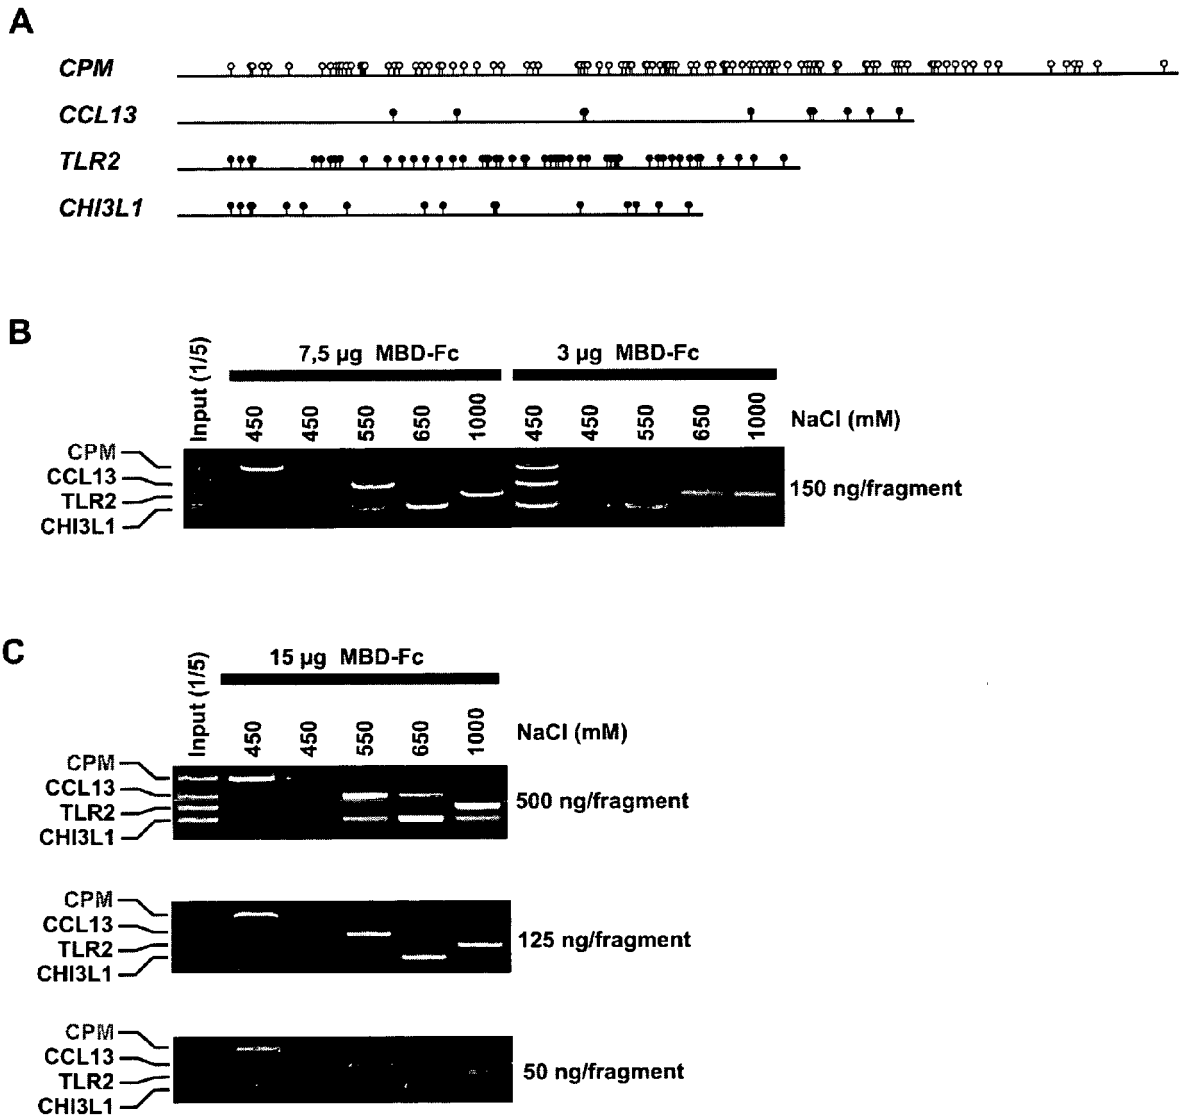 A
CPM
CCL13
TLR2
CHI3L1
B
7,5 µg MBD-Fc
3 µg MBD-Fc
Input (1/5)
450
450
550
650
1000
450
450
550
650
1000
NaCl (mM)
CPM
CCL13
TLR2
CHI3L1
150 ng/fragment
C
15 µg MBD-Fc
Input (1/5)
450
450
550
650
1000
NaCl (mM)
CPM
CCL13
TLR2
CHI3L1
500 ng/fragment
CPM
CCL13
TLR2
CHI3L1
125 ng/fragment
CPM
CCL13
TLR2
CHI3L1
50 ng/fragment